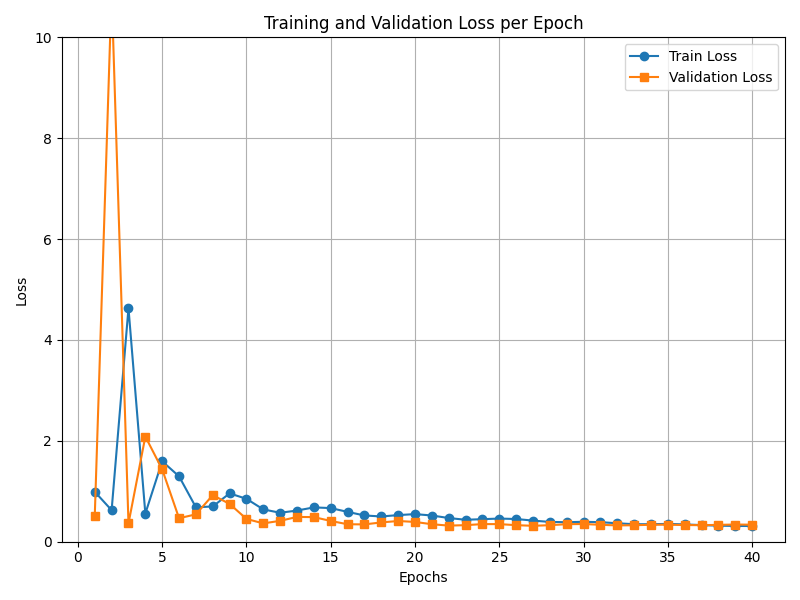 Training and Validation Loss per Epoch
Train Loss
Validation Loss
Loss
10
8
6
4
2
0
0 5 10 15 20 25 30 35 40
Epochs